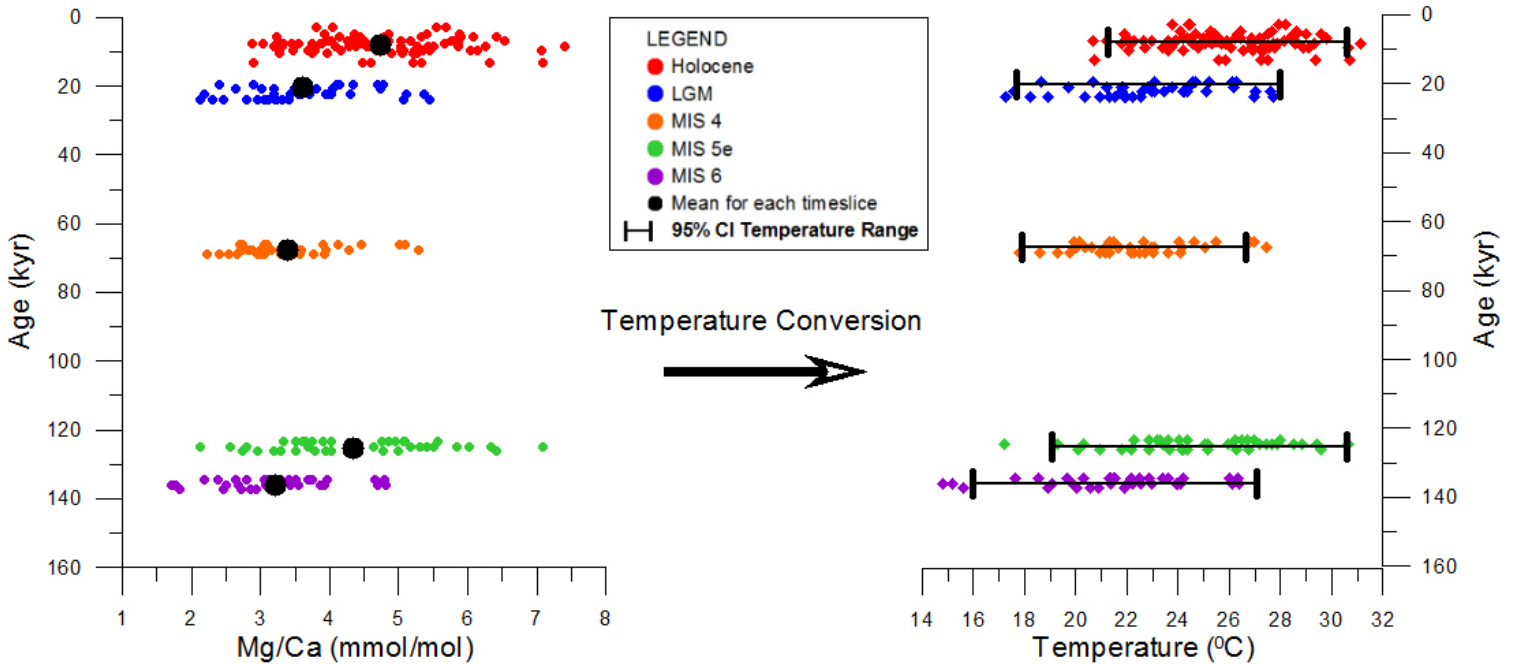 0
20
40
60
80
100
120
140
160
Age (kyr)
1 2 3 4 5 6 7 8
Mg/Ca (mmol/mol)
LEGEND
Holocene
LGM
MIS 4
MIS 5e
MIS 6
Mean for each timeslice
95% CI Temperature Range
Temperature Conversion
0
20
40
60
80
100
120
140
160
Age (kyr)
14 16 18 20 22 24 26 28 30 32
Temperature (⁰C)